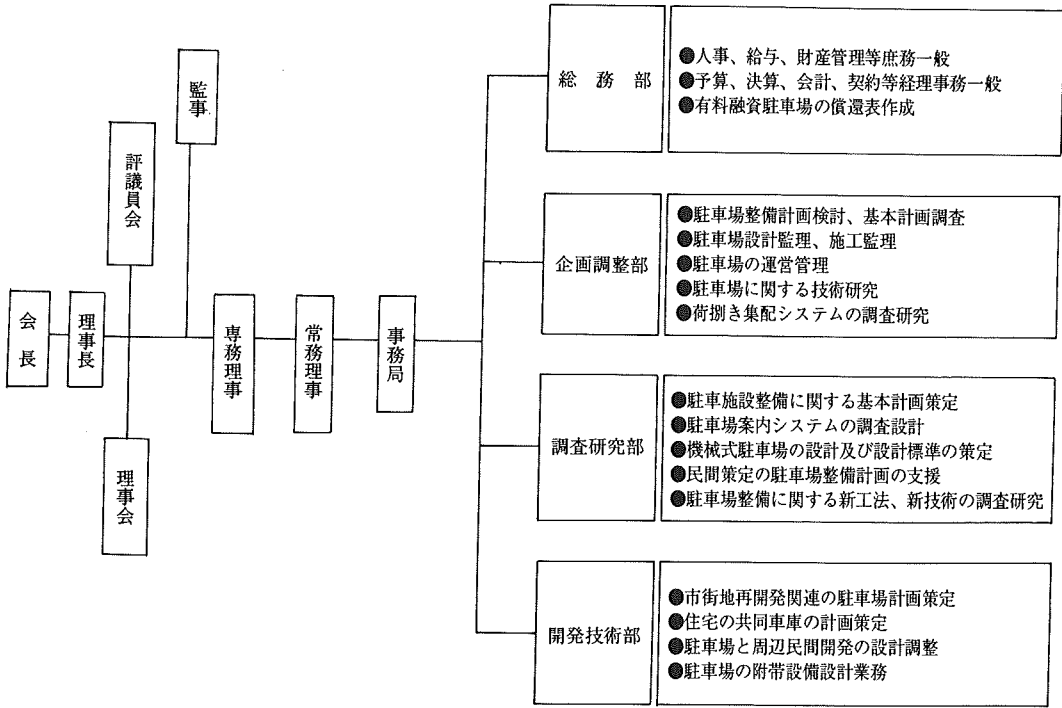 会長
理事長
評議員会
理事会
監事
専務理事
常務理事
事務局
総務部
●人事、給与、財産管理等庶務一般
●予算、決算、会計、契約等経理事務一般
●有料融資駐車場の償還表作成
企画調整部
●駐車場整備計画検討、基本計画調査
●駐車場設計監理、施工監理
●駐車場の運営管理
●駐車場に関する技術研究
●荷捌き集配システムの調査研究
調査研究部
●駐車施設整備に関する基本計画策定
●駐車場案内システムの調査設計
●機械式駐車場の設計及び設計標準の策定
●民間策定の駐車場整備計画の支援
●駐車場整備に関する新工法、新技術の調査研究
開発技術部
●市街地再開発関連の駐車場計画策定
●住宅の共同車庫の計画策定
●駐車場と周辺民間開発の設計調整
●駐車場の附帯設備設計業務